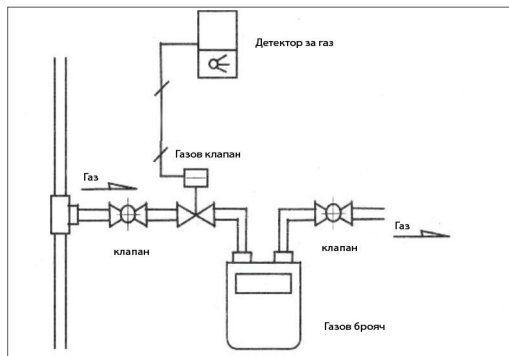 Детектор за газ
Газов клапан
Газ
клапан
клапан
Газ
Газов брояч